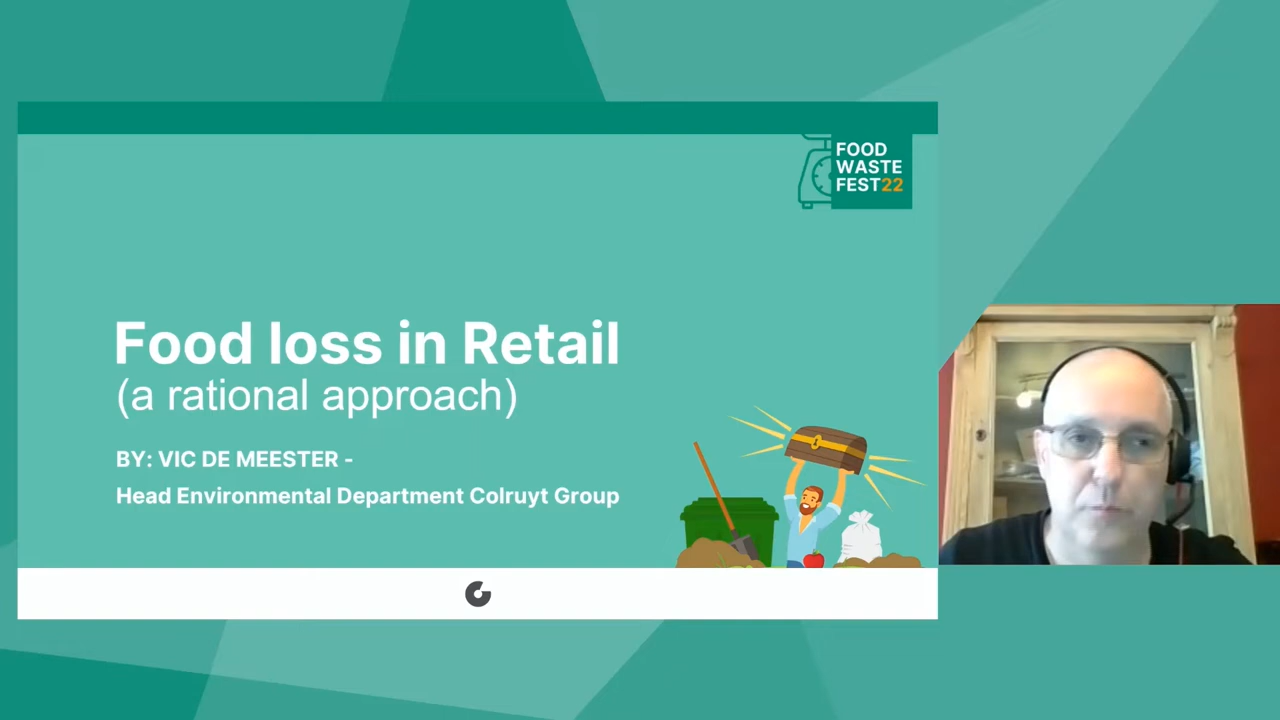 FOOD
WASTE
FEST22
Food loss in Retail
(a rational approach)
BY: VIC DE MEESTER -
Head Environmental Department Colruyt Group